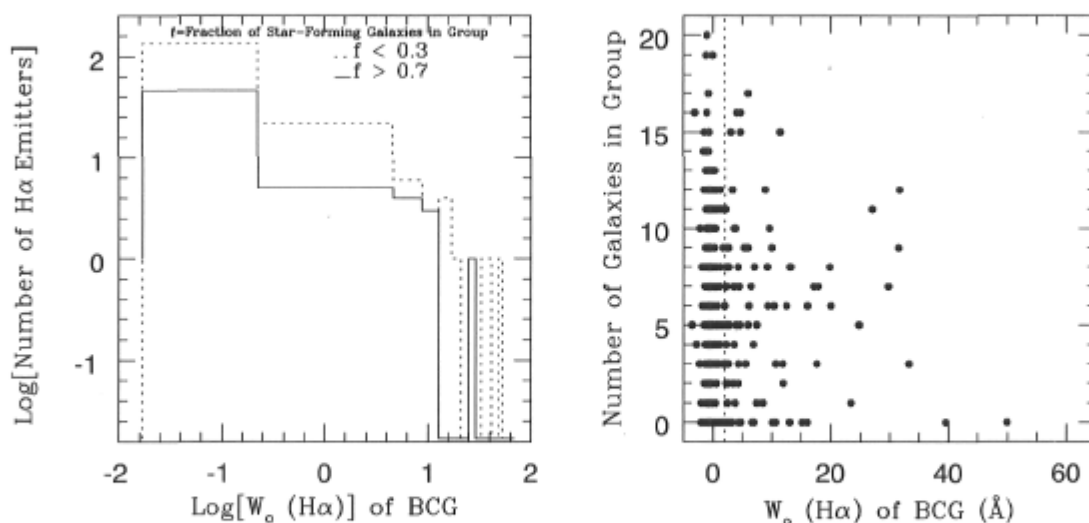 f=Fraction of Star-Forming Galaxies in Group
f < 0.3
f > 0.7
Log[Number of Hα Emitters]
2
1
0
-1
-2 -1 0 1 2
Log[W₀ (Hα)] of BCG
Number of Galaxies in Group
20
15
10
5
0
0 20 40 60
W₀ (Hα) of BCG (Å)